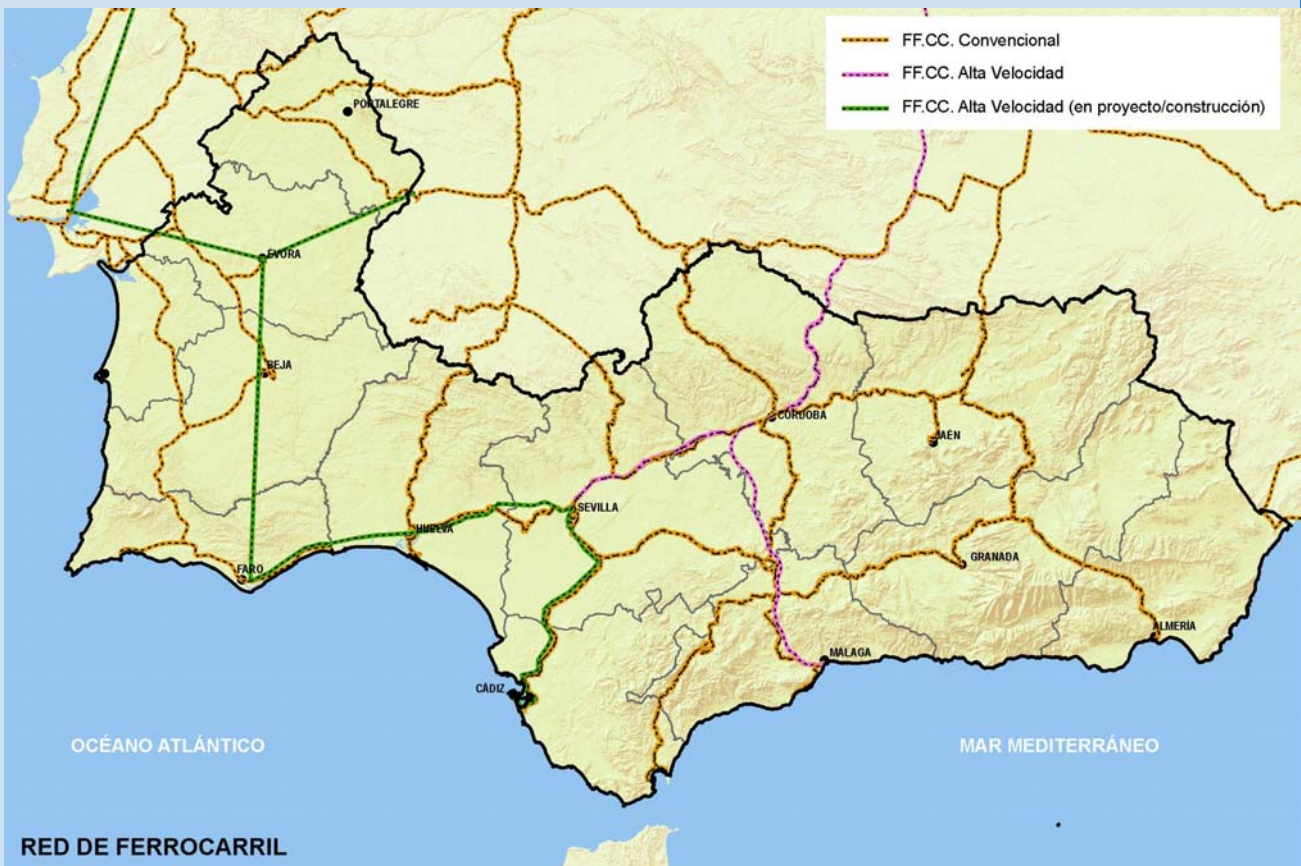 FF.CC. Convencional
FF.CC. Alta Velocidad
FF.CC. Alta Velocidad (en proyecto/construcción)
PORTALEGRE
ÉVORA
BEJA
CÓRDOBA
JAÉN
SEVILLA
HUELVA
FARO
GRANADA
ALMERÍA
MÁLAGA
CÁDIZ
OCÉANO ATLÁNTICO
MAR MEDITERRÁNEO
RED DE FERROCARRIL